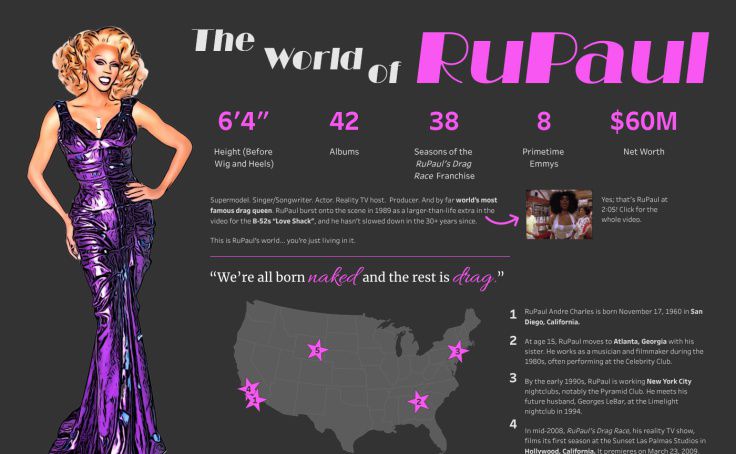 The World of RuPaul
6’4” 42 38 8 $60M
Height (Before Albums Seasons of the Primetime Net Worth
Wig and Heels) RuPaul's Drag Emmys
Race Franchise
Supermodel. Singer/Songwriter. Actor. Reality TV host. Producer. And by far world's most
famous drag queen. RuPaul burst onto the scene in 1989 as a larger-than-life extra in the
video for the B-52s “Love Shack”, and he hasn't slowed down in the 30+ years since.
This is RuPaul's world... you're just living in it.
Yes; that's RuPaul at
2:05! Click for the
whole video.
“We’re all born naked and the rest is drag.”
5
3
4
1
2
1 RuPaul Andre Charles is born November 17, 1960 in San
Diego, California.
2 At age 15, RuPaul moves to Atlanta, Georgia with his
sister. He works as a musician and filmmaker during the
1980s, often performing at the Celebrity Club.
3 By the early 1990s, RuPaul is working New York City
nightclubs, notably the Pyramid Club. He meets his
future husband, Georges LeBar, at the Limelight
nightclub in 1994.
4 In mid-2008, RuPaul's Drag Race, his reality TV show,
films its first season at the Sunset Las Palmas Studios in
Hollywood, California. It premieres on March 23, 2009.